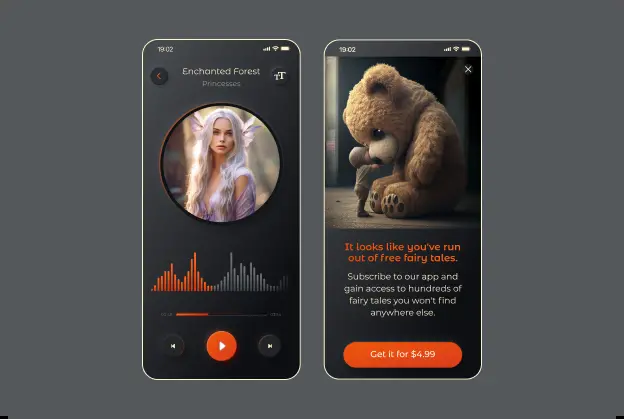 19:02
Enchanted Forest
Princesses
TT
19:02
It looks like you've run
out of free fairy tales.
Subscribe to our app and
gain access to hundreds of
fairy tales you won't find
anywhere else.
Get it for $4.99